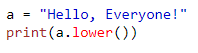 a = "Hello, Everyone!"
print(a.lower())